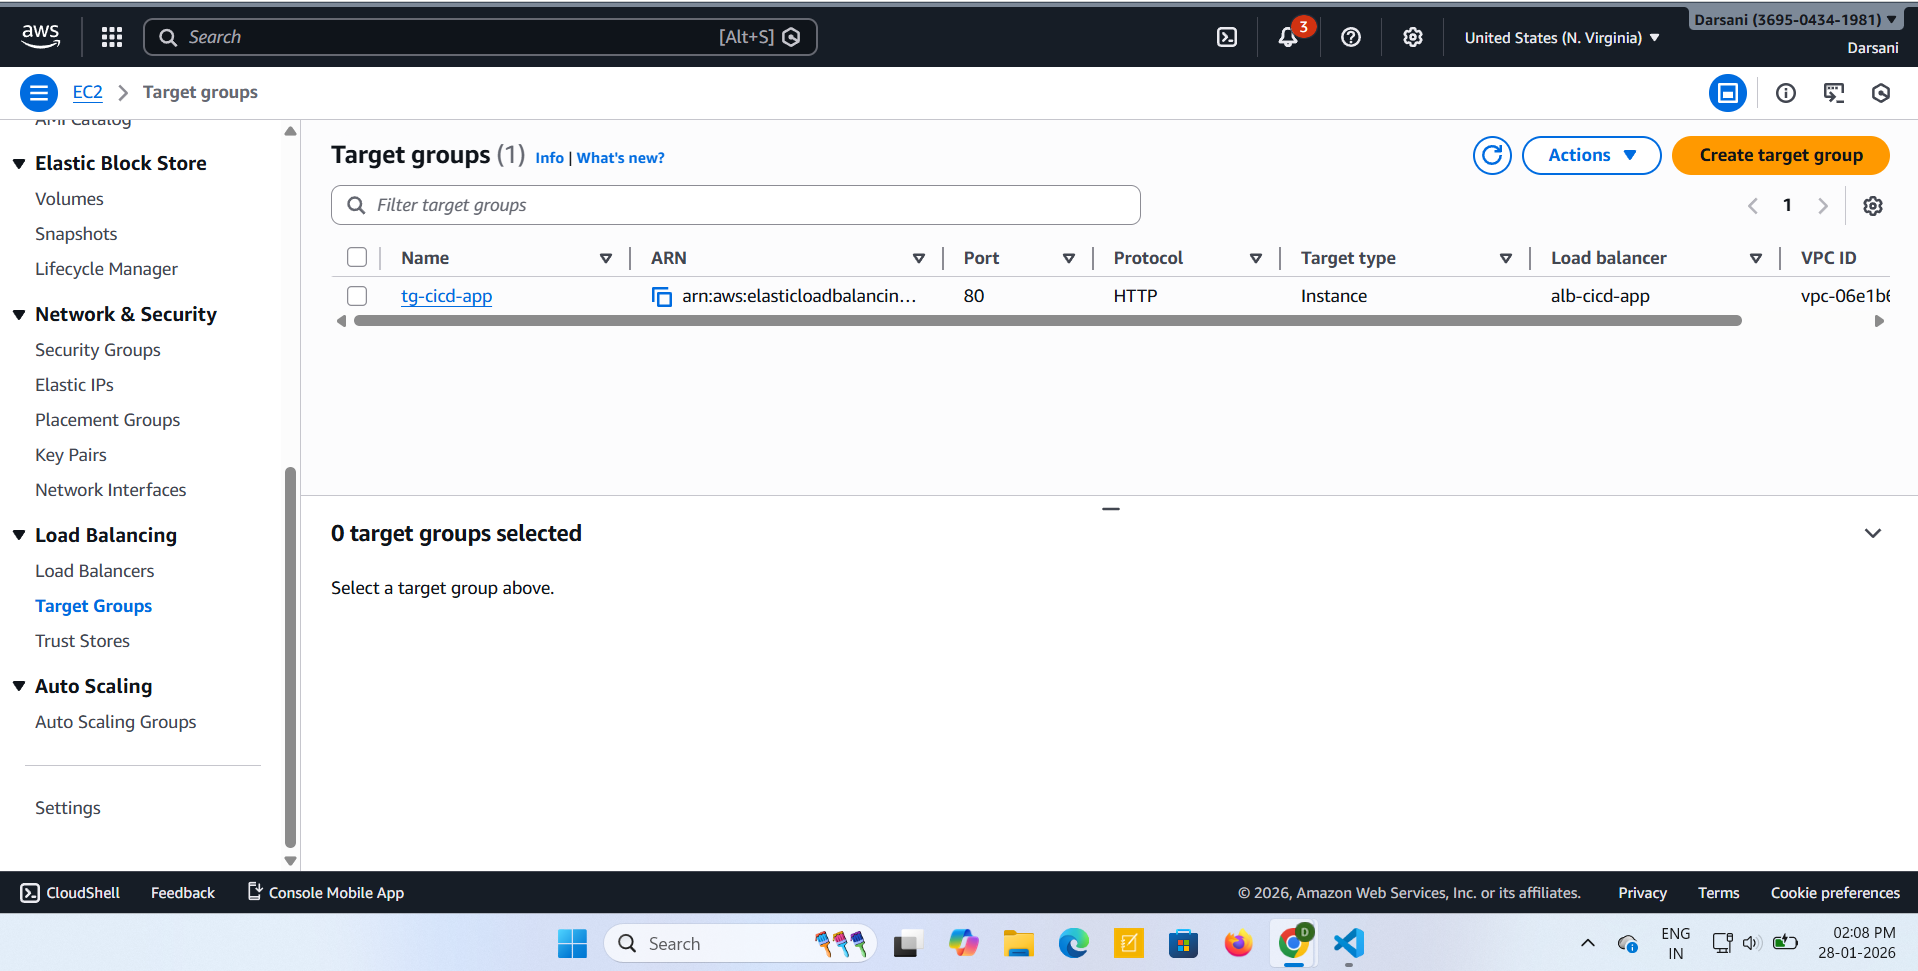 aws
Search [Alt+S]
3
United States (N. Virginia)
Darsani (3695-0434-1981)
Darsani
EC2 Target groups
AMI Catalog
Elastic Block Store
Volumes
Snapshots
Lifecycle Manager
Network & Security
Security Groups
Elastic IPs
Placement Groups
Key Pairs
Network Interfaces
Load Balancing
Load Balancers
Target Groups
Trust Stores
Auto Scaling
Auto Scaling Groups
Settings
Target groups (1) Info | What's new?
Actions
Create target group
Filter target groups
1
Name ARN Port Protocol Target type Load balancer VPC ID
tg-cicd-app arn:aws:elasticloadbalancin... 80 HTTP Instance alb-cicd-app vpc-06e1b6
0 target groups selected
Select a target group above.
CloudShell Feedback Console Mobile App © 2026, Amazon Web Services, Inc. or its affiliates. Privacy Terms Cookie preferences
Search
D
ENG
IN
02:08 PM
28-01-2026